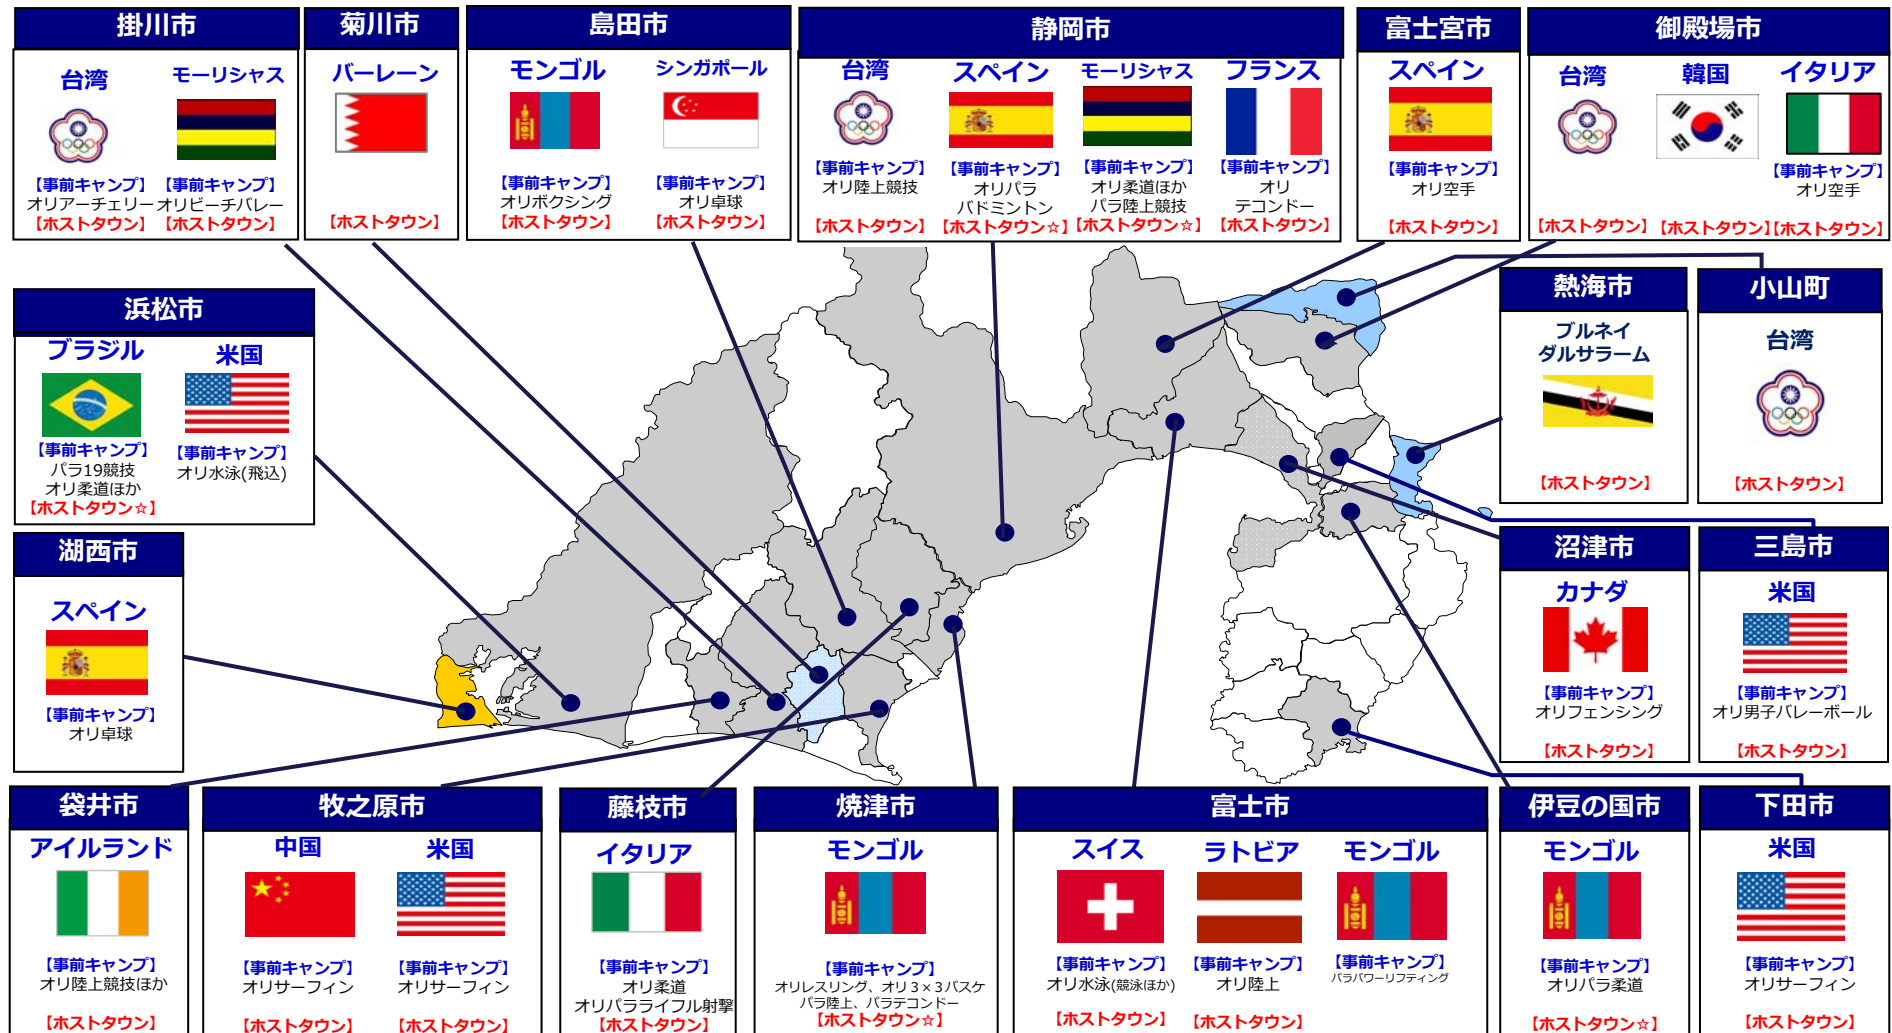 掛川市
台湾
モーリシャス
【事前キャンプ】
オリアーチェリー
【ホストタウン】
【事前キャンプ】
オリビーチバレー
【ホストタウン】
菊川市
バーレーン
【ホストタウン】
島田市
モンゴル
【事前キャンプ】
オリボクシング
【ホストタウン】
シンガポール
【事前キャンプ】
オリ卓球
【ホストタウン】
静岡市
台湾
【事前キャンプ】
オリ陸上競技
【ホストタウン】
スペイン
【事前キャンプ】
オリパラ
バドミントン
【ホストタウン☆】
モーリシャス
【事前キャンプ】
オリ柔道ほか
パラ陸上競技
【ホストタウン☆】
フランス
【事前キャンプ】
オリ
テコンドー
【ホストタウン】
富士宮市
スペイン
【事前キャンプ】
オリ空手
【ホストタウン】
御殿場市
台湾
【ホストタウン】
韓国
【ホストタウン】
イタリア
【事前キャンプ】
オリ空手
【ホストタウン】
浜松市
ブラジル
【事前キャンプ】
パラ19競技
オリ柔道ほか
【ホストタウン☆】
米国
【事前キャンプ】
オリ水泳(飛込)
熱海市
ブルネイ
ダルサラーム
【ホストタウン】
小山町
台湾
【ホストタウン】
湖西市
スペイン
【事前キャンプ】
オリ卓球
沼津市
カナダ
【事前キャンプ】
オリフェンシング
【ホストタウン】
三島市
米国
【事前キャンプ】
オリ男子バレーボール
【ホストタウン】
袋井市
アイルランド
【事前キャンプ】
オリ陸上競技ほか
【ホストタウン】
牧之原市
中国
【事前キャンプ】
オリサーフィン
【ホストタウン】
米国
【事前キャンプ】
オリサーフィン
【ホストタウン】
藤枝市
イタリア
【事前キャンプ】
オリ柔道
オリパラライフル射撃
【ホストタウン】
焼津市
モンゴル
【事前キャンプ】
オリレスリング、オリ3×3バスケ
パラ陸上、パラテコンドー
【ホストタウン☆】
富士市
スイス
【事前キャンプ】
オリ水泳(競泳ほか)
【ホストタウン】
ラトビア
【事前キャンプ】
オリ陸上
【ホストタウン】
モンゴル
【事前キャンプ】
パラパワーリフティング
伊豆の国市
モンゴル
【事前キャンプ】
オリパラ柔道
【ホストタウン☆】
下田市
米国
【事前キャンプ】
オリサーフィン
【ホストタウン】